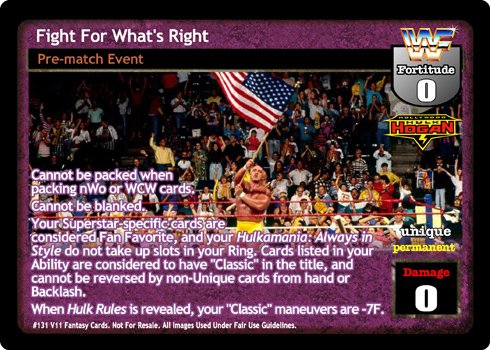 Fight For What's Right
Pre-match Event
WF
Fortitude
0
HOLLYWOOD
HULK
HOGAN
Cannot be packed when
packing nWo or WCW cards.
Cannot be blanked.
Your Superstar-specific cards are
considered Fan Favorite, and your Hulkamania: Always in
Style do not take up slots in your Ring. Cards listed in your
Ability are considered to have "Classic" in the title, and
cannot be reversed by non-Unique cards from hand or
Backlash.
When Hulk Rules is revealed, your "Classic" maneuvers are -7F.
unique
permanent
Damage
0
#131 V11 Fantasy Cards. Not For Resale. All Images Used Under Fair Use Guidelines.